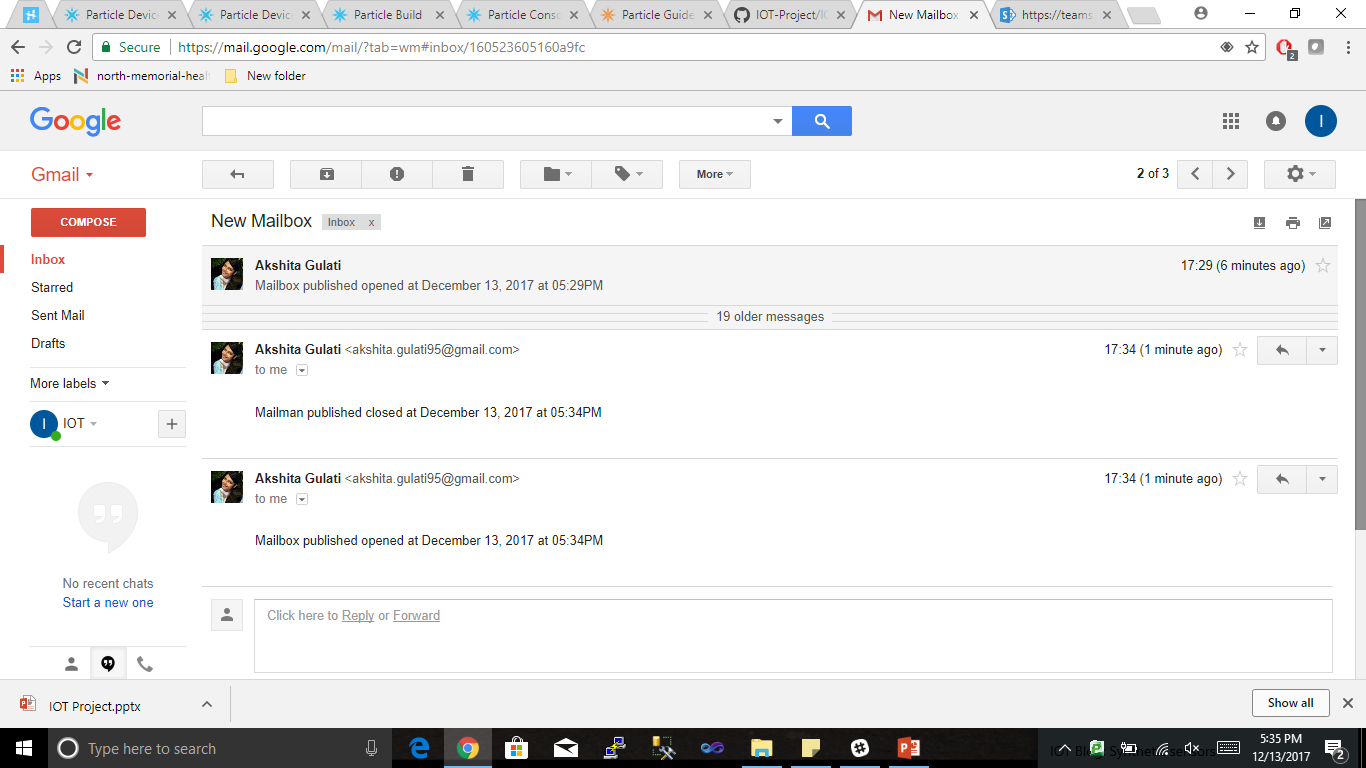 Particle Device
Particle Device
Particle Build
Particle Conso
Particle Guide
IOT-Project/IO
New Mailbox
https://teams
Secure
https://mail.google.com/mail/?tab=wm#inbox/160523605160a9fc
2
Apps
north-memorial-heal
New folder
Google
I
Gmail
More
2 of 3
COMPOSE
New Mailbox
Inbox x
Inbox
Starred
Sent Mail
Drafts
More labels
I
IOT
+
No recent chats
Start a new one
Akshita Gulati
17:29 (6 minutes ago)
Mailbox published opened at December 13, 2017 at 05:29PM
19 older messages
Akshita Gulati <akshita.gulati95@gmail.com>
17:34 (1 minute ago)
to me
Mailman published closed at December 13, 2017 at 05:34PM
Akshita Gulati <akshita.gulati95@gmail.com>
17:34 (1 minute ago)
to me
Mailbox published opened at December 13, 2017 at 05:34PM
Click here to Reply or Forward
IOT Project.pptx
Show all
Type here to search
5:35 PM
12/13/2017
2